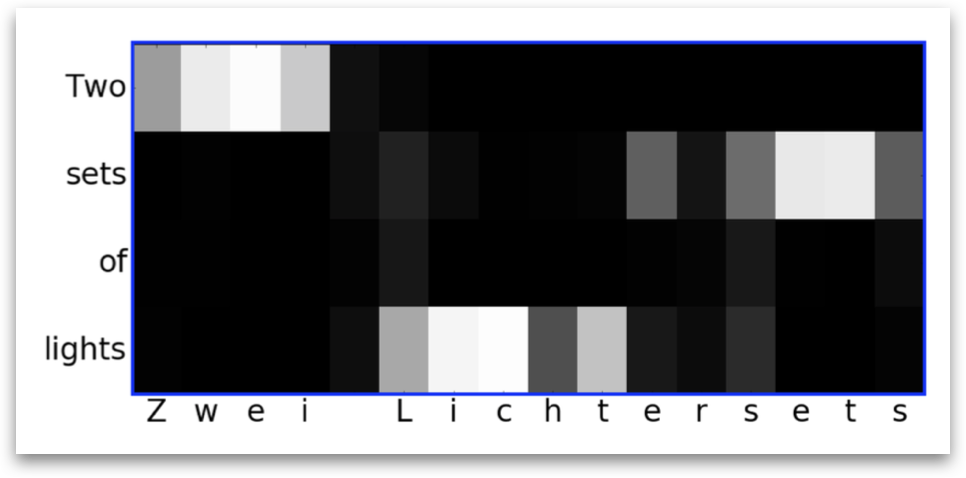 Two
sets
of
lights
Z w e i L i c h t e r s e t s